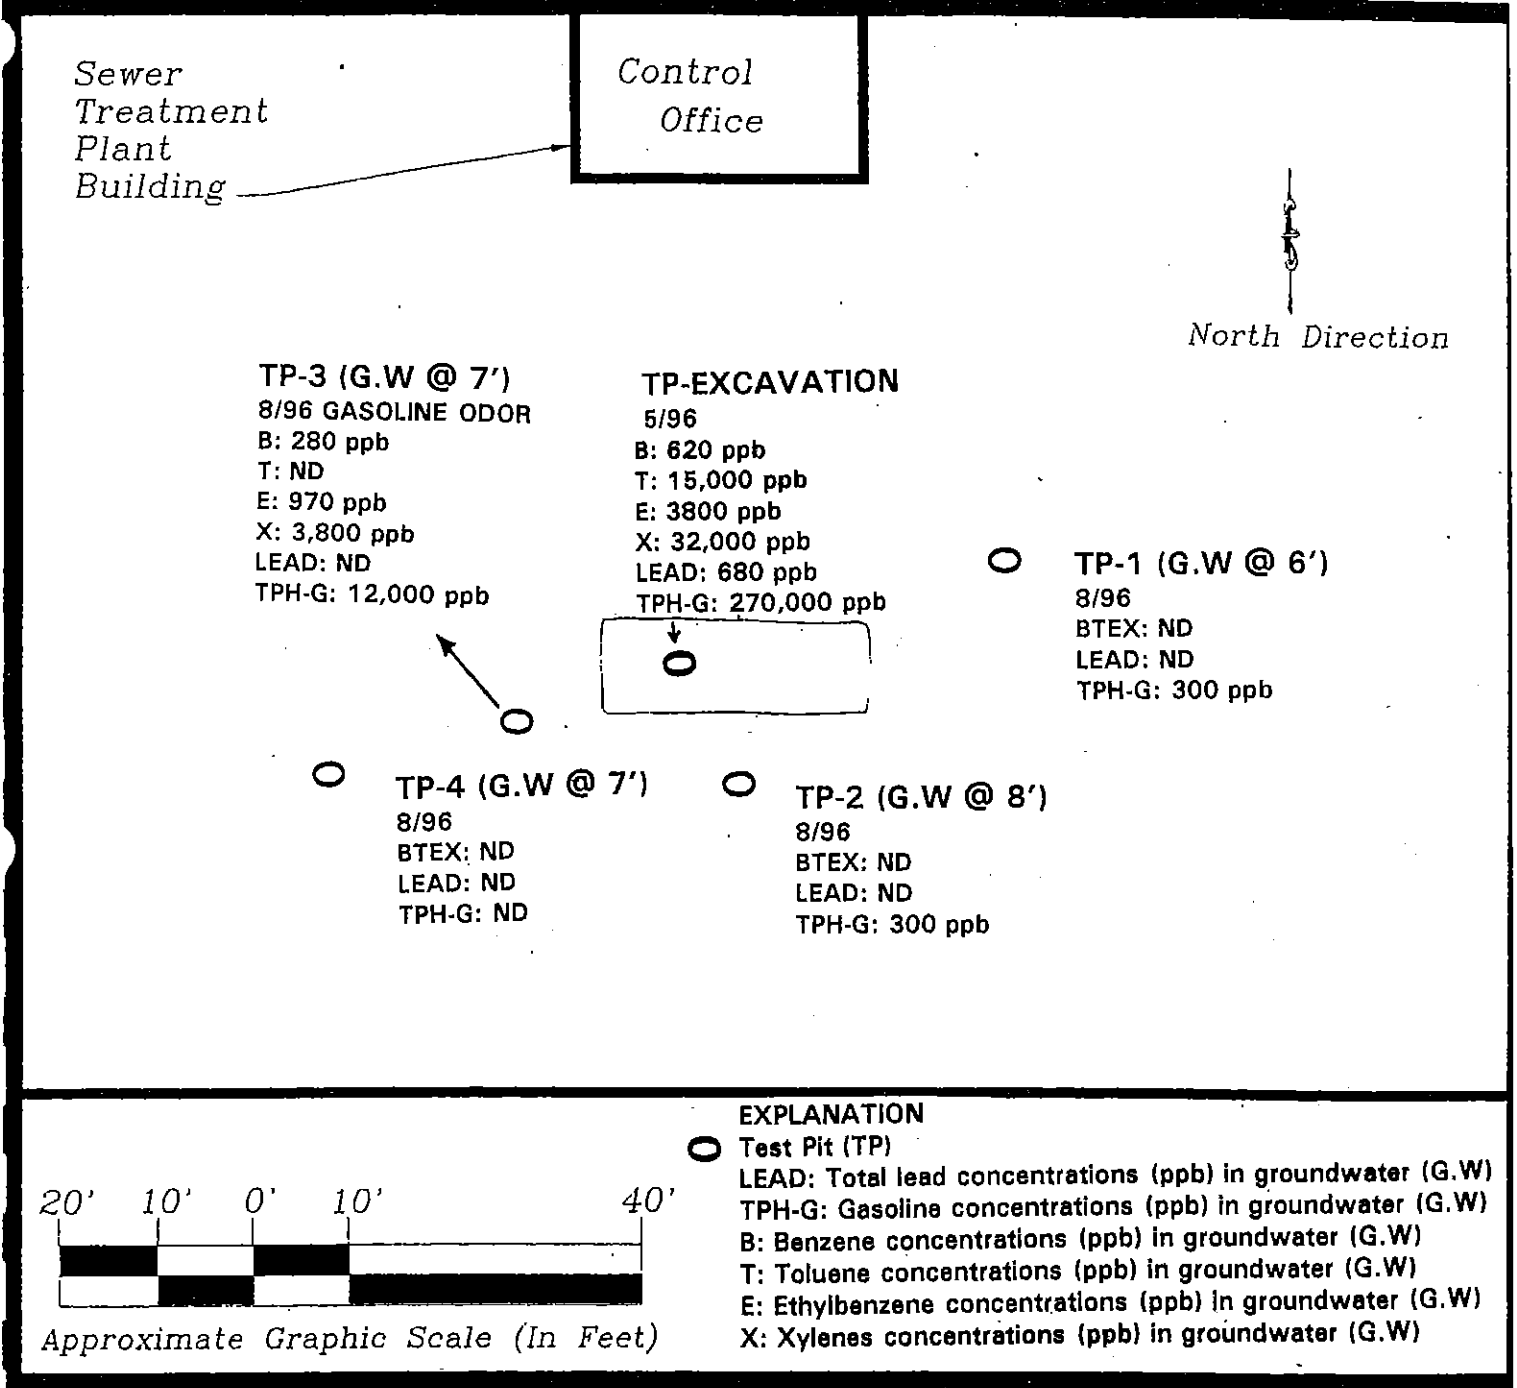 Sewer
Treatment
Plant
Building
Control
Office
North Direction
TP-3 (G.W @ 7')
8/96 GASOLINE ODOR
B: 280 ppb
T: ND
E: 970 ppb
X: 3,800 ppb
LEAD: ND
TPH-G: 12,000 ppb
TP-EXCAVATION
5/96
B: 620 ppb
T: 15,000 ppb
E: 3800 ppb
X: 32,000 ppb
LEAD: 680 ppb
TPH-G: 270,000 ppb
TP-1 (G.W @ 6')
8/96
BTEX: ND
LEAD: ND
TPH-G: 300 ppb
TP-4 (G.W @ 7')
8/96
BTEX: ND
LEAD: ND
TPH-G: ND
TP-2 (G.W @ 8')
8/96
BTEX: ND
LEAD: ND
TPH-G: 300 ppb
20' 10' 0' 10' 40'
Approximate Graphic Scale (In Feet)
EXPLANATION
Test Pit (TP)
LEAD: Total lead concentrations (ppb) in groundwater (G.W)
TPH-G: Gasoline concentrations (ppb) in groundwater (G.W)
B: Benzene concentrations (ppb) in groundwater (G.W)
T: Toluene concentrations (ppb) in groundwater (G.W)
E: Ethylbenzene concentrations (ppb) in groundwater (G.W)
X: Xylenes concentrations (ppb) in groundwater (G.W)